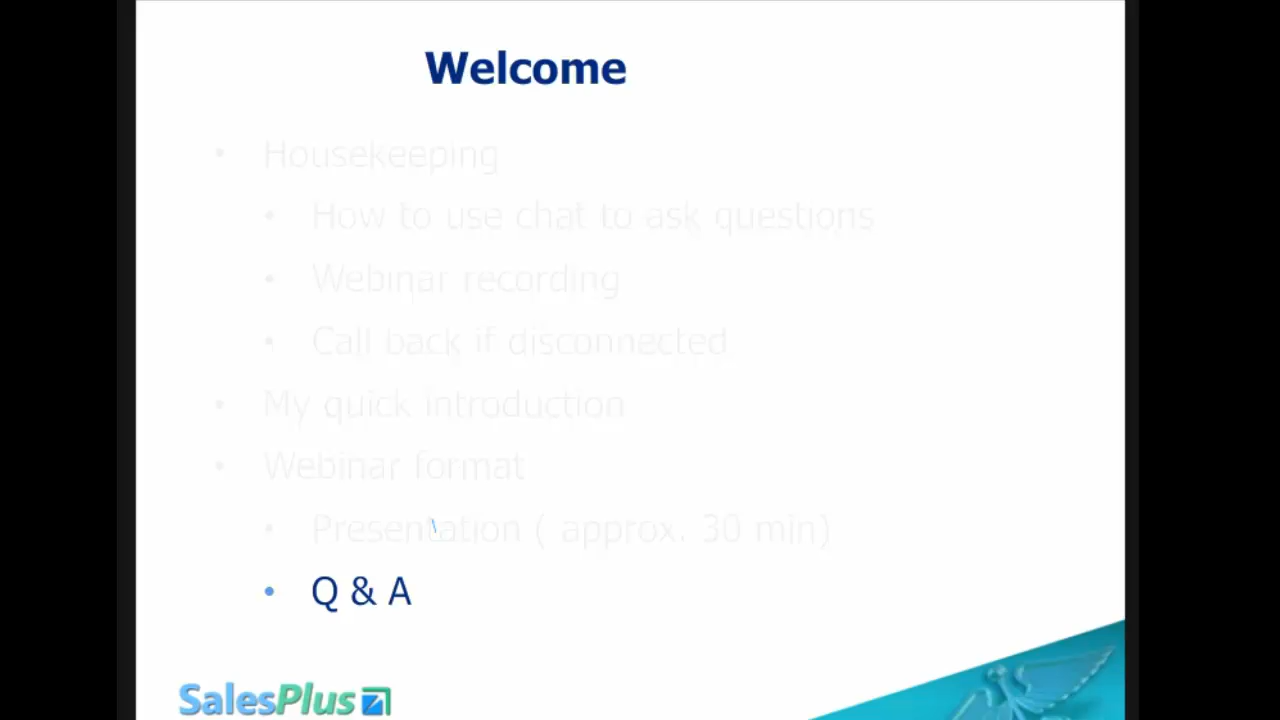 Welcome
• Housekeeping
• How to use chat to ask questions
• Webinar recording
• Call back if disconnected
• My quick introduction
• Webinar format
• Presentation ( approx. 30 min)
• Q & A
SalesPlus